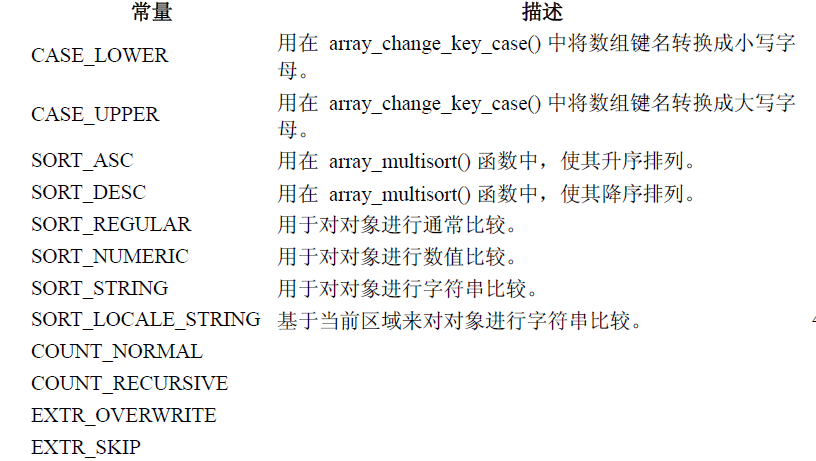 常量 描述
CASE_LOWER 用在 array_change_key_case() 中将数组键名转换成小写字
母。
CASE_UPPER 用在 array_change_key_case() 中将数组键名转换成大写字
母。
SORT_ASC 用在 array_multisort() 函数中，使其升序排列。
SORT_DESC 用在 array_multisort() 函数中，使其降序排列。
SORT_REGULAR 用于对对象进行通常比较。
SORT_NUMERIC 用于对对象进行数值比较。
SORT_STRING 用于对对象进行字符串比较。
SORT_LOCALE_STRING 基于当前区域来对对象进行字符串比较。
COUNT_NORMAL
COUNT_RECURSIVE
EXTR_OVERWRITE
EXTR_SKIP